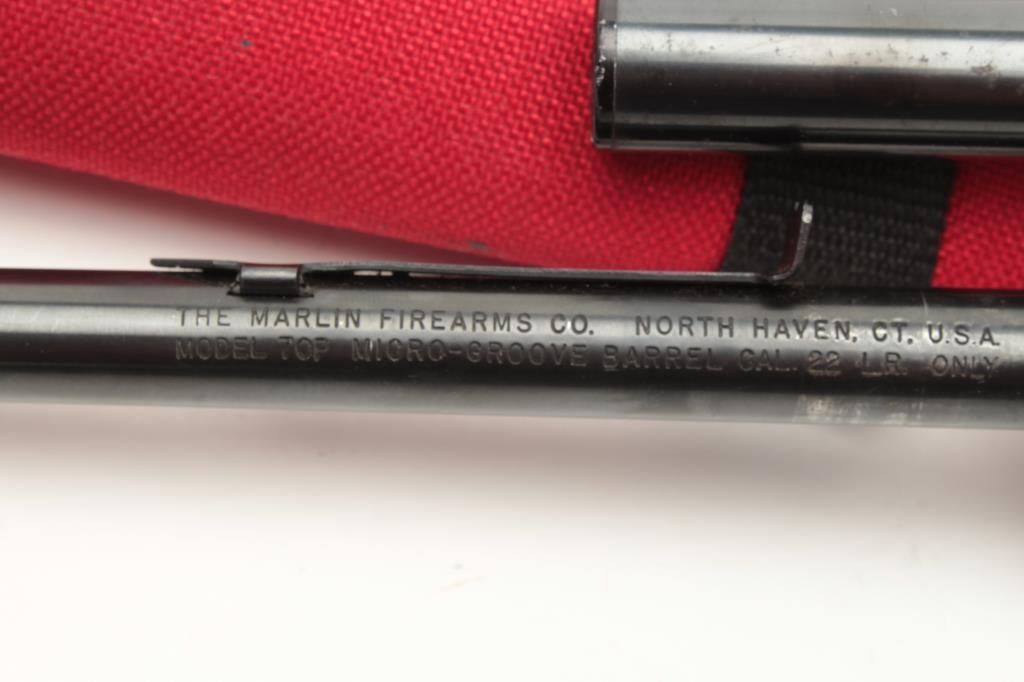 THE MARLIN FIREARMS CO. NORTH HAVEN, CT. U.S.A.
MODEL 70P MICRO-GROOVE BARREL CAL. 22 L.R. ONLY